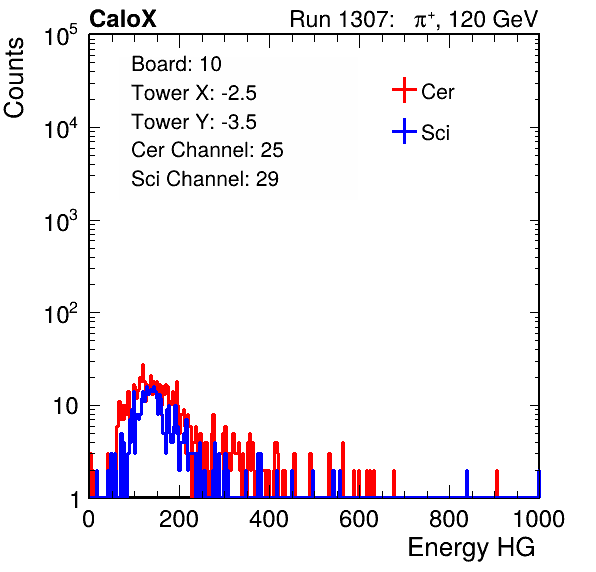 CaloX Run 1307: π⁺, 120 GeV
Counts
Board: 10
Tower X: -2.5
Tower Y: -3.5
Cer Channel: 25
Sci Channel: 29
Cer
Sci
10⁵
10⁴
10³
10²
10
1
0 200 400 600 800 1000
Energy HG